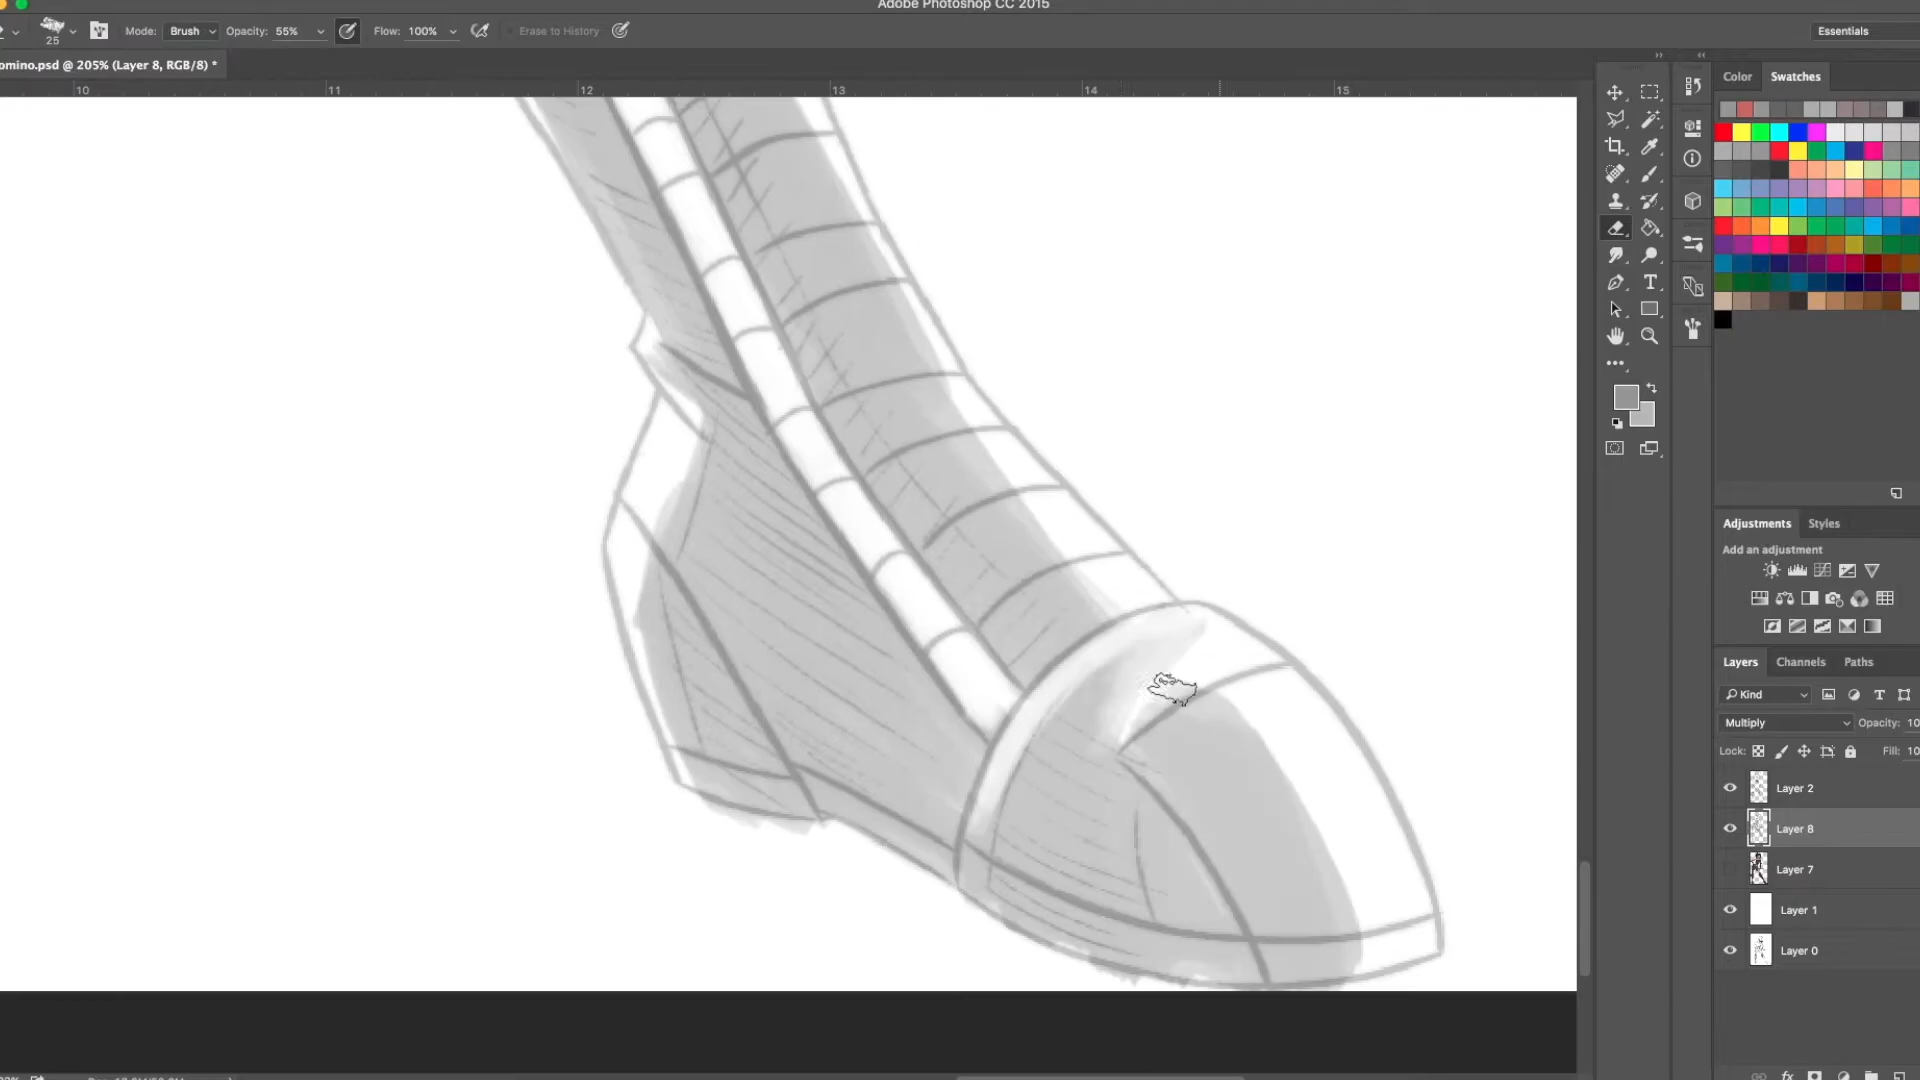 Adobe Photoshop CC 2015
25 Mode: Brush Opacity: 55% Flow: 100% Erase to History Essentials
omino.psd @ 205% (Layer 8, RGB/8) *
10 11 12 13 14 15
Color Swatches
Adjustments Styles
Add an adjustment
Layers Channels Paths
Kind
Multiply Opacity: 10
Lock: Fill: 10
Layer 2
Layer 8
Layer 7
Layer 1
Layer 0
fx